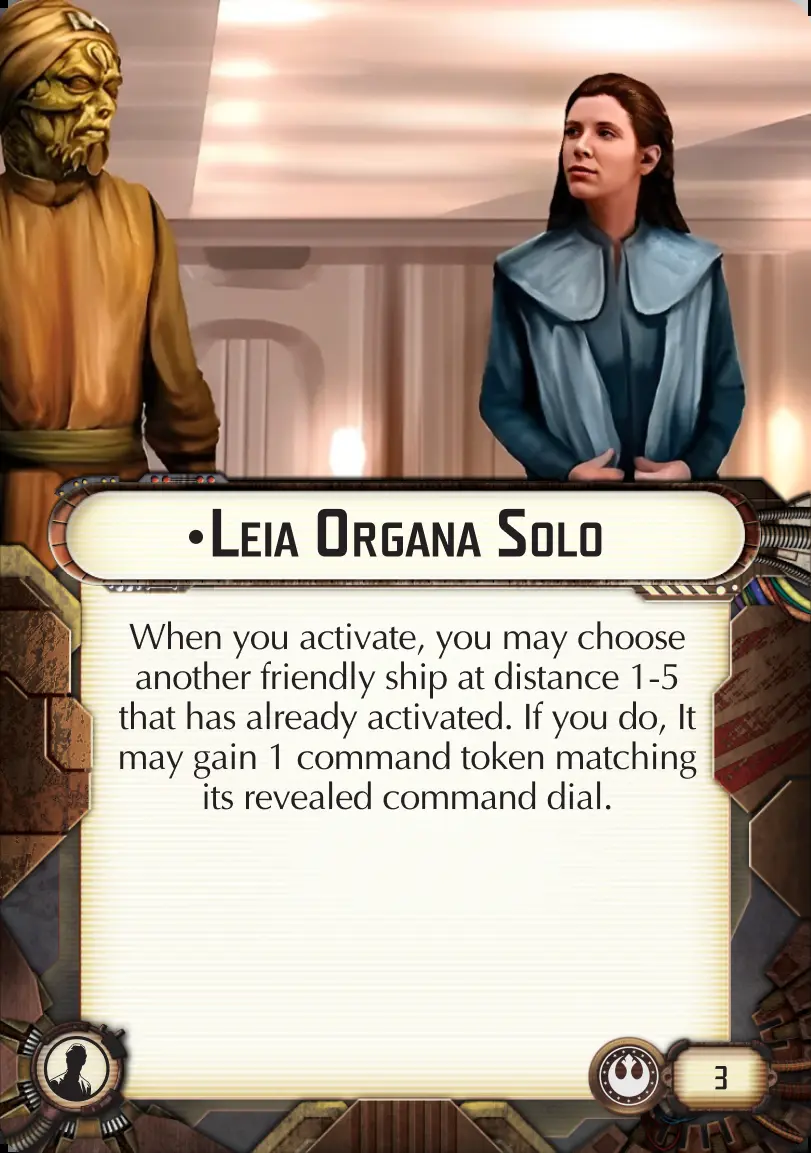 •Leia Organa Solo
When you activate, you may choose
another friendly ship at distance 1-5
that has already activated. If you do, It
may gain 1 command token matching
its revealed command dial.
3